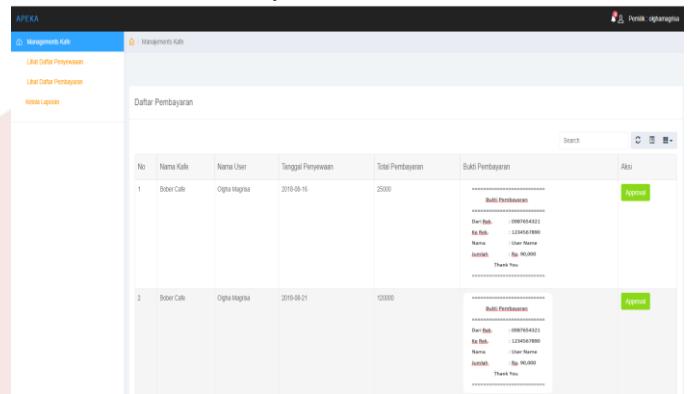 APEKA
Pemilik : olghamagrisa
Managements Kafe
Manajements Kafe
Lihat Daftar Penyewaaan
Lihat Daftar Pembayaran
Kelola Laporan
Daftar Pembayaran
Search
No Nama Kafe Nama User Tanggal Penyewaan Total Pembayaran Bukti Pembayaran Aksi
1 Bober Cafe Olgha Magrisa 2018-08-16 25000 Approval
Bukti Pembayaran
Dari Rek. : 0987654321
Ke Rek. : 1234567890
Nama : User Name
Jumlah : Rp. 90,000
Thank You
2 Bober Cafe Olgha Magrisa 2018-08-21 120000 Approval
Bukti Pembayaran
Dari Rek. : 0987654321
Ke Rek. : 1234567890
Nama : User Name
Jumlah : Rp. 90,000
Thank You